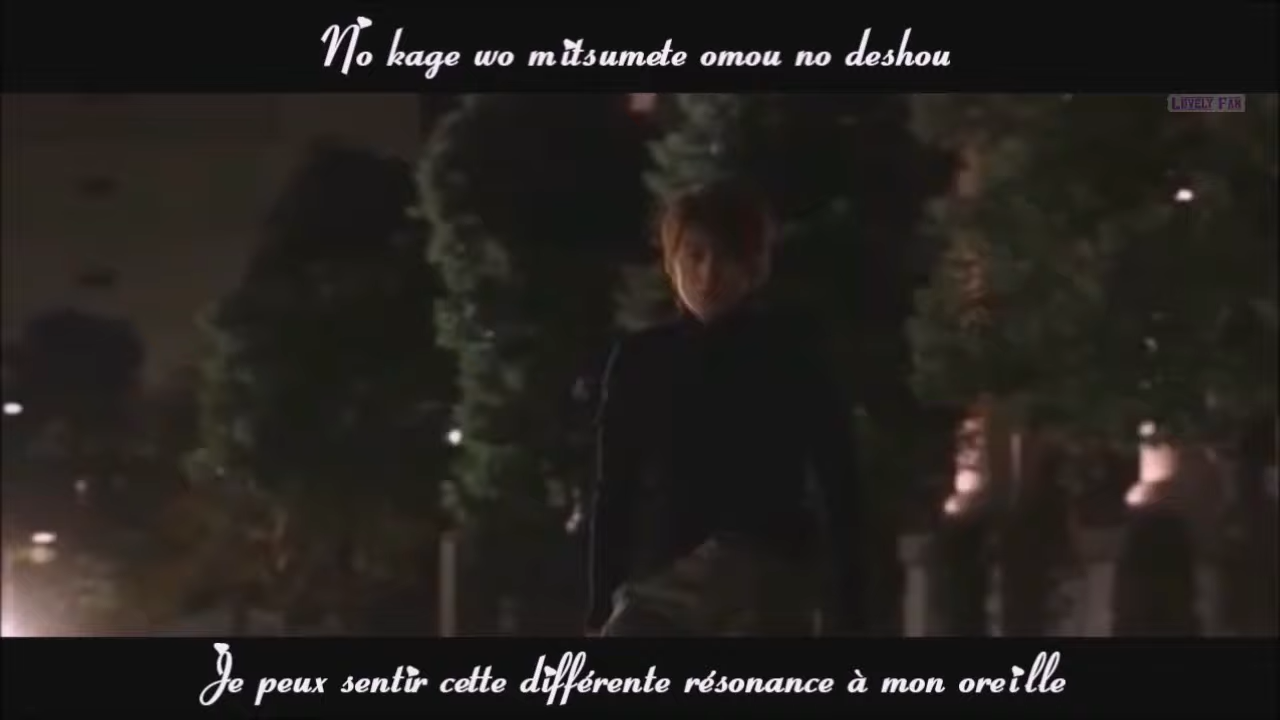 No kage wo mitsumete omou no deshou
LOVELY FAN
Je peux sentir cette différente résonance à mon oreille